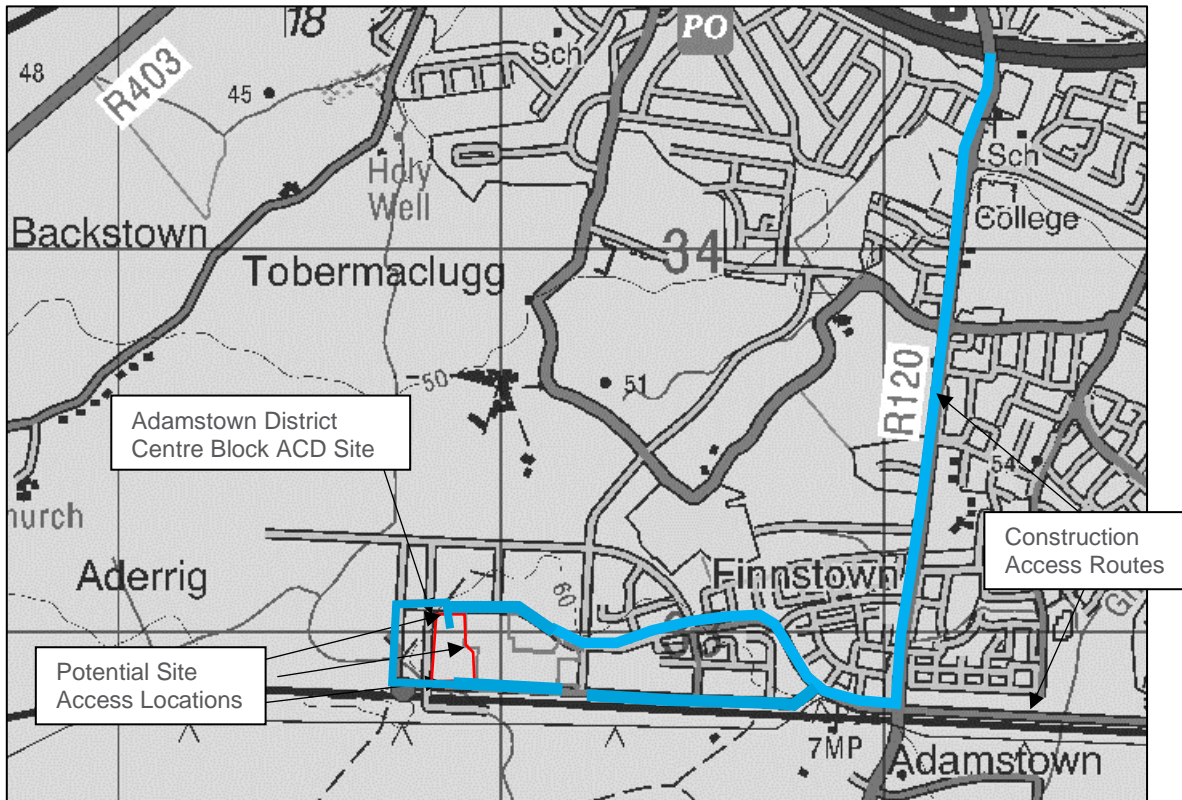 18
PO
Sch
48
R403
45
Sch
Holy
Well
College
Backstown
34
Tobermaclugg
50
51
R120
Adamstown District
Centre Block ACD Site
54
hurch
Construction
Access Routes
Aderrig
Finnstown
60
Potential Site
Access Locations
7MP
Adamstown